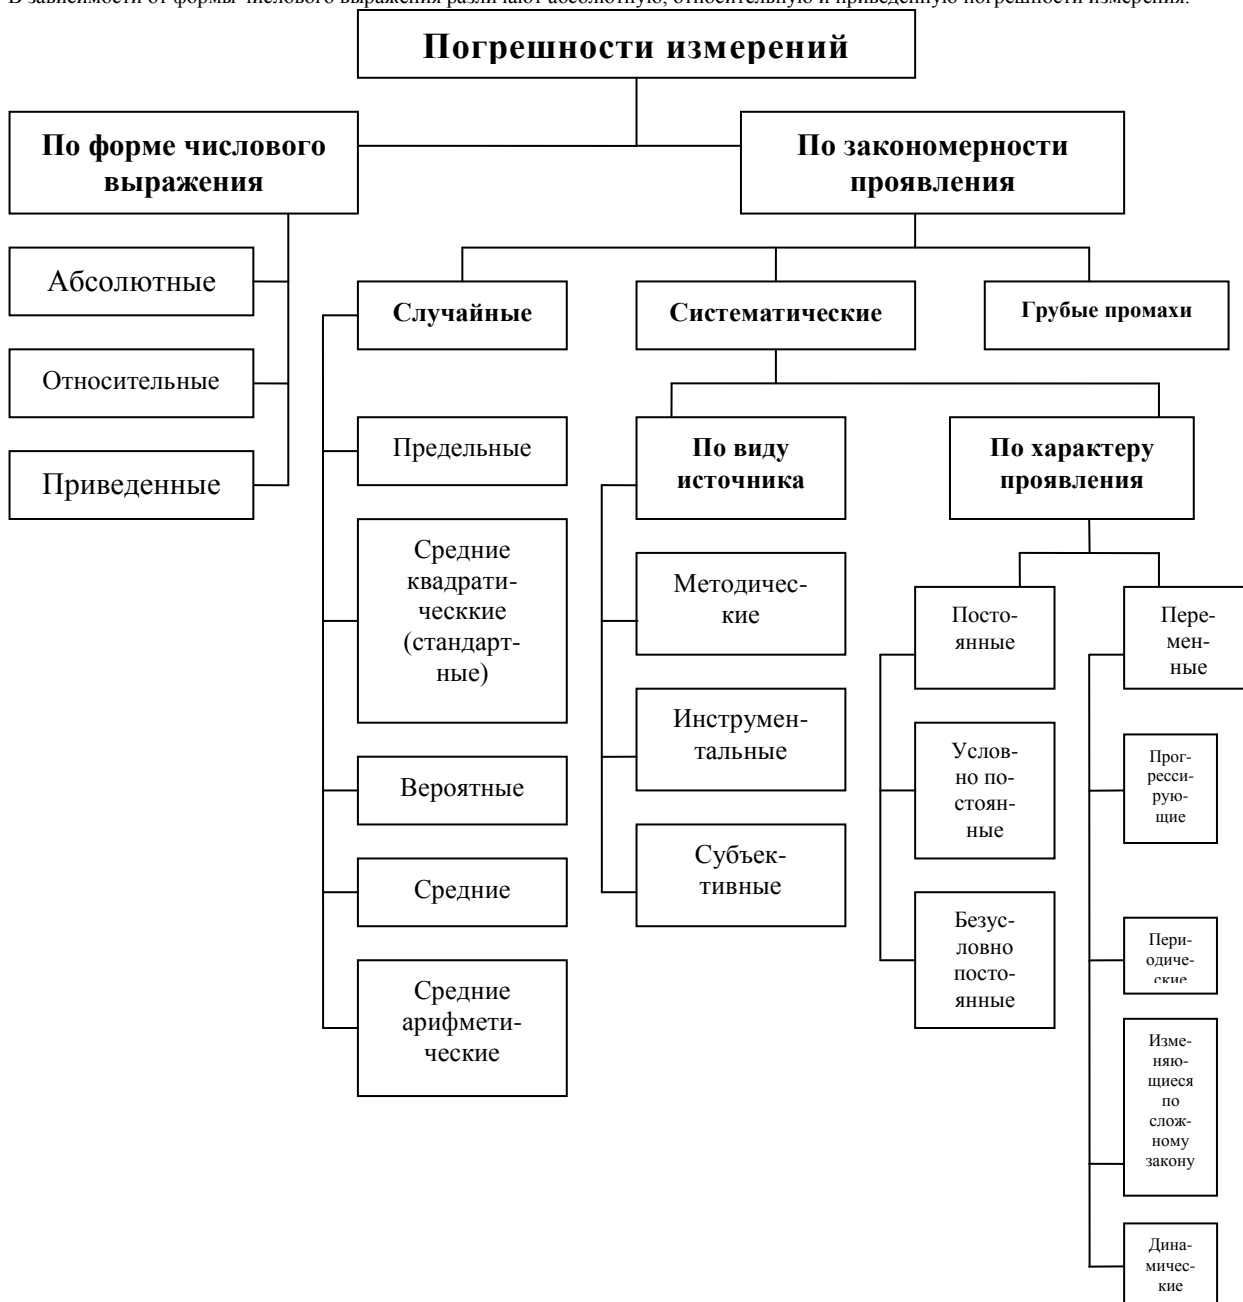 В зависимости от формы числового выражения различают абсолютную, относительную и приведенную погрешности измерения.
Погрешности измерений
По форме числового
выражения
По закономерности
проявления
Абсолютные
Относительные
Приведенные
Случайные
Систематические
Грубые промахи
Предельные
Средние
квадрати-
ческкие
(стандарт-
ные)
Вероятные
Средние
Средние
арифмети-
ческие
По виду
источника
Методичес-
кие
Инструмен-
тальные
Субъек-
тивные
По характеру
проявления
Посто-
янные
Услов-
но по-
стоян-
ные
Безус-
ловно
посто-
янные
Пере-
мен-
ные
Прог-
ресси-
рую-
щие
Пери-
одиче-
ские
Изме-
няю-
щиеся
по
слож-
ному
закону
Дина-
мичес-
кие